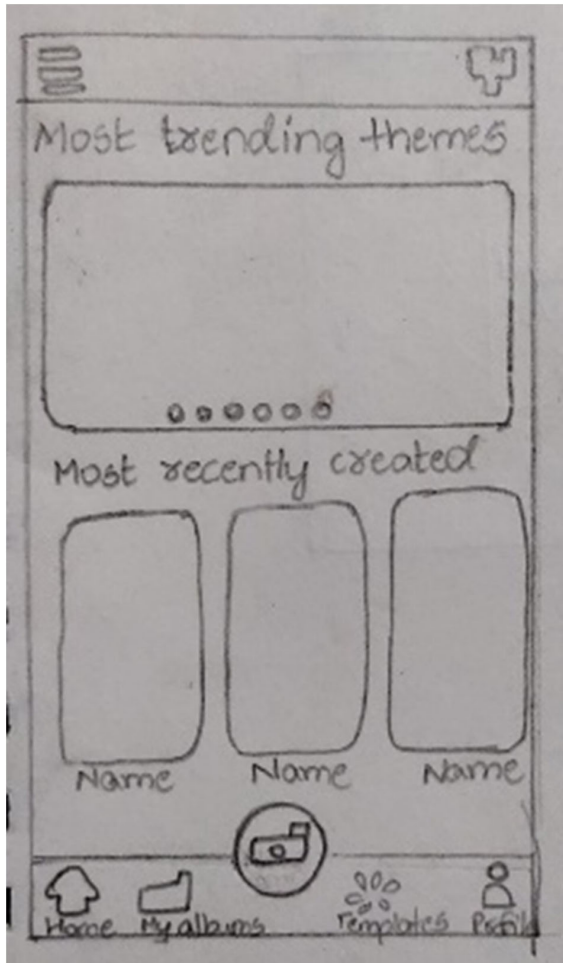 Most trending themes
Most recently created
Name Name Name
Home My albums Templates Profile